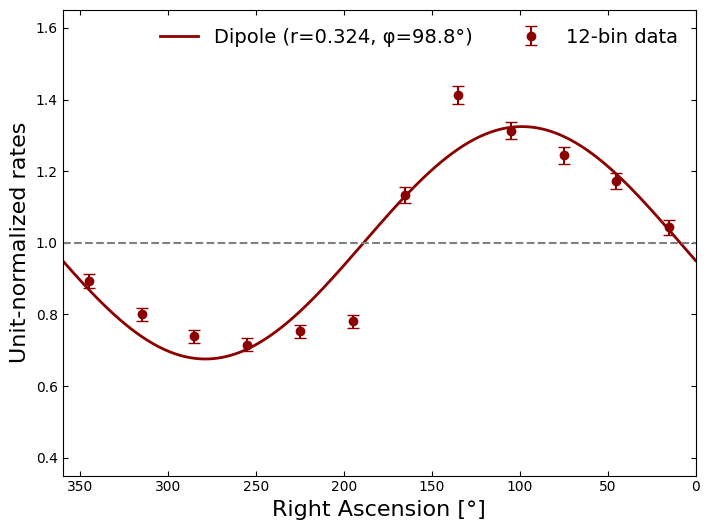 Dipole (r=0.324, φ=98.8°)
12-bin data
1.6
1.4
1.2
1.0
0.8
0.6
0.4
Unit-normalized rates
350 300 250 200 150 100 50 0
Right Ascension [°]